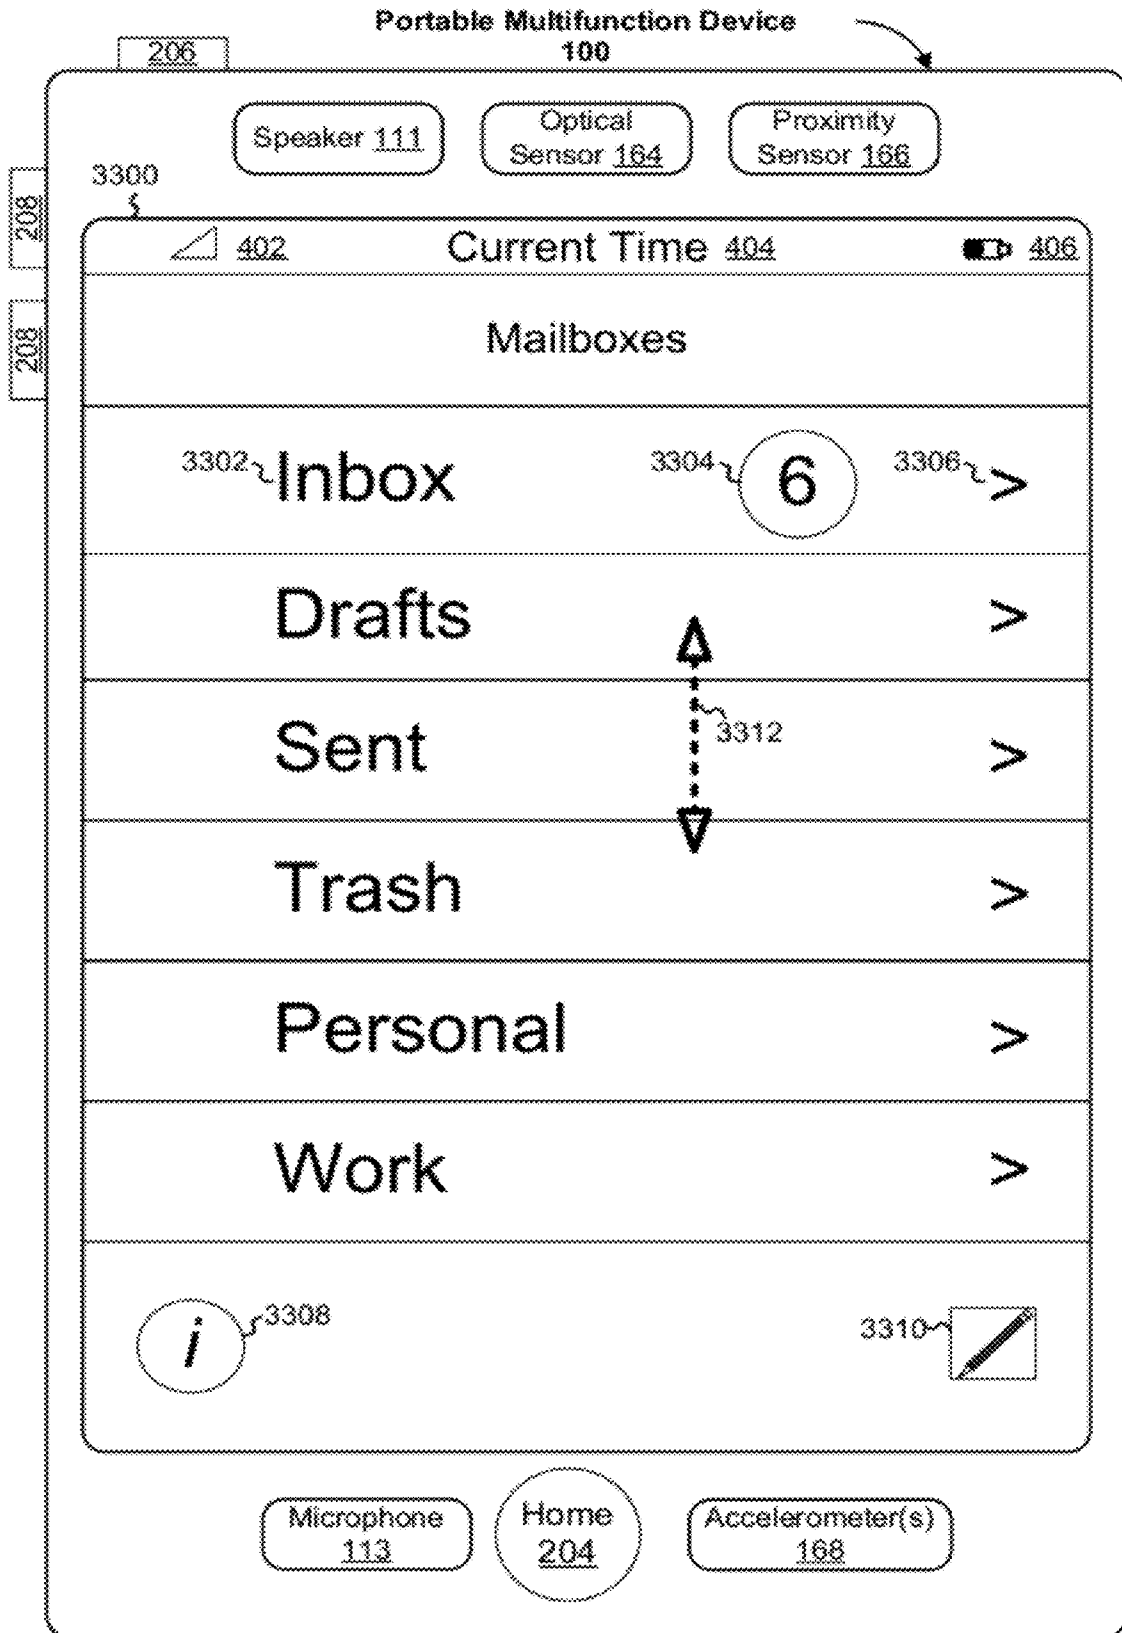 Portable Multifunction Device
100
206
Speaker 111
Optical
Sensor 164
Proximity
Sensor 166
3300
208
208
402
Current Time 404
406
Mailboxes
3302 Inbox 3304 6 3306 >
Drafts >
3312
Sent >
Trash >
Personal >
Work >
i 3308
3310
Microphone
113
Home
204
Accelerometer(s)
168